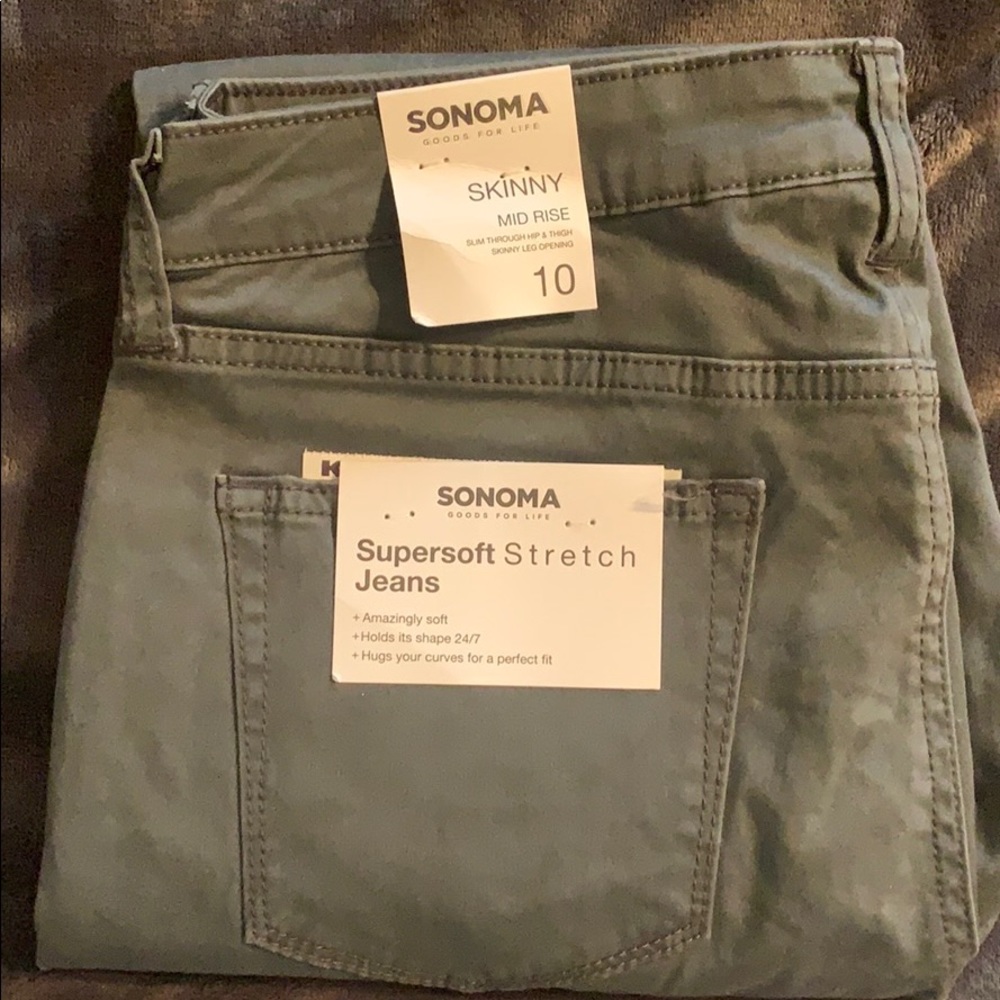 SONOMA
GOODS FOR LIFE
SKINNY
MID RISE
SLIM THROUGH HIP & THIGH
SKINNY LEG OPENING
10
K
SONOMA
GOODS FOR LIFE
Supersoft Stretch
Jeans
+ Amazingly soft
+ Holds its shape 24/7
+ Hugs your curves for a perfect fit